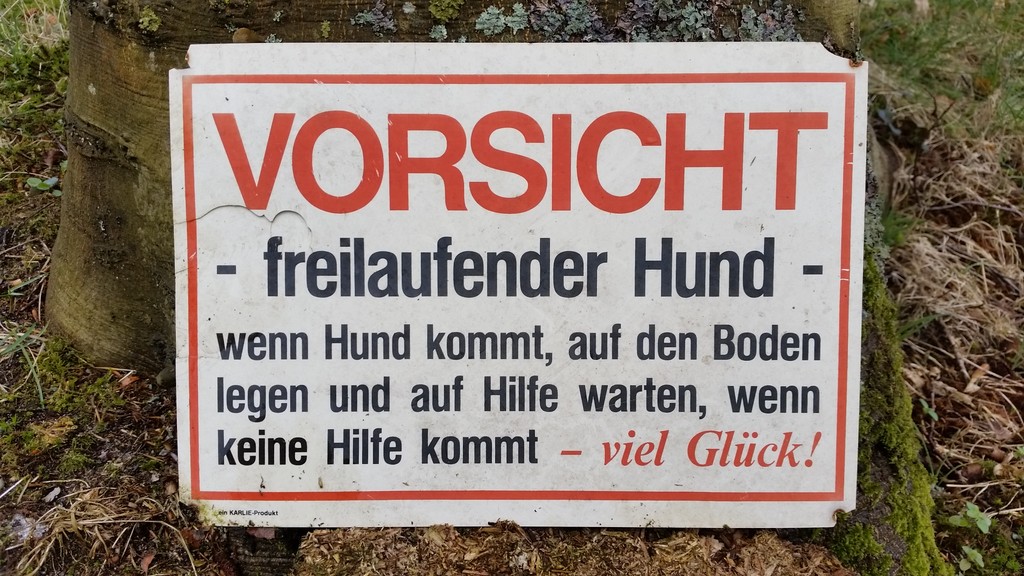 VORSICHT
- freilaufender Hund -
wenn Hund kommt, auf den Boden
legen und auf Hilfe warten, wenn
keine Hilfe kommt – viel Glück!
ein KARLIE-Produkt